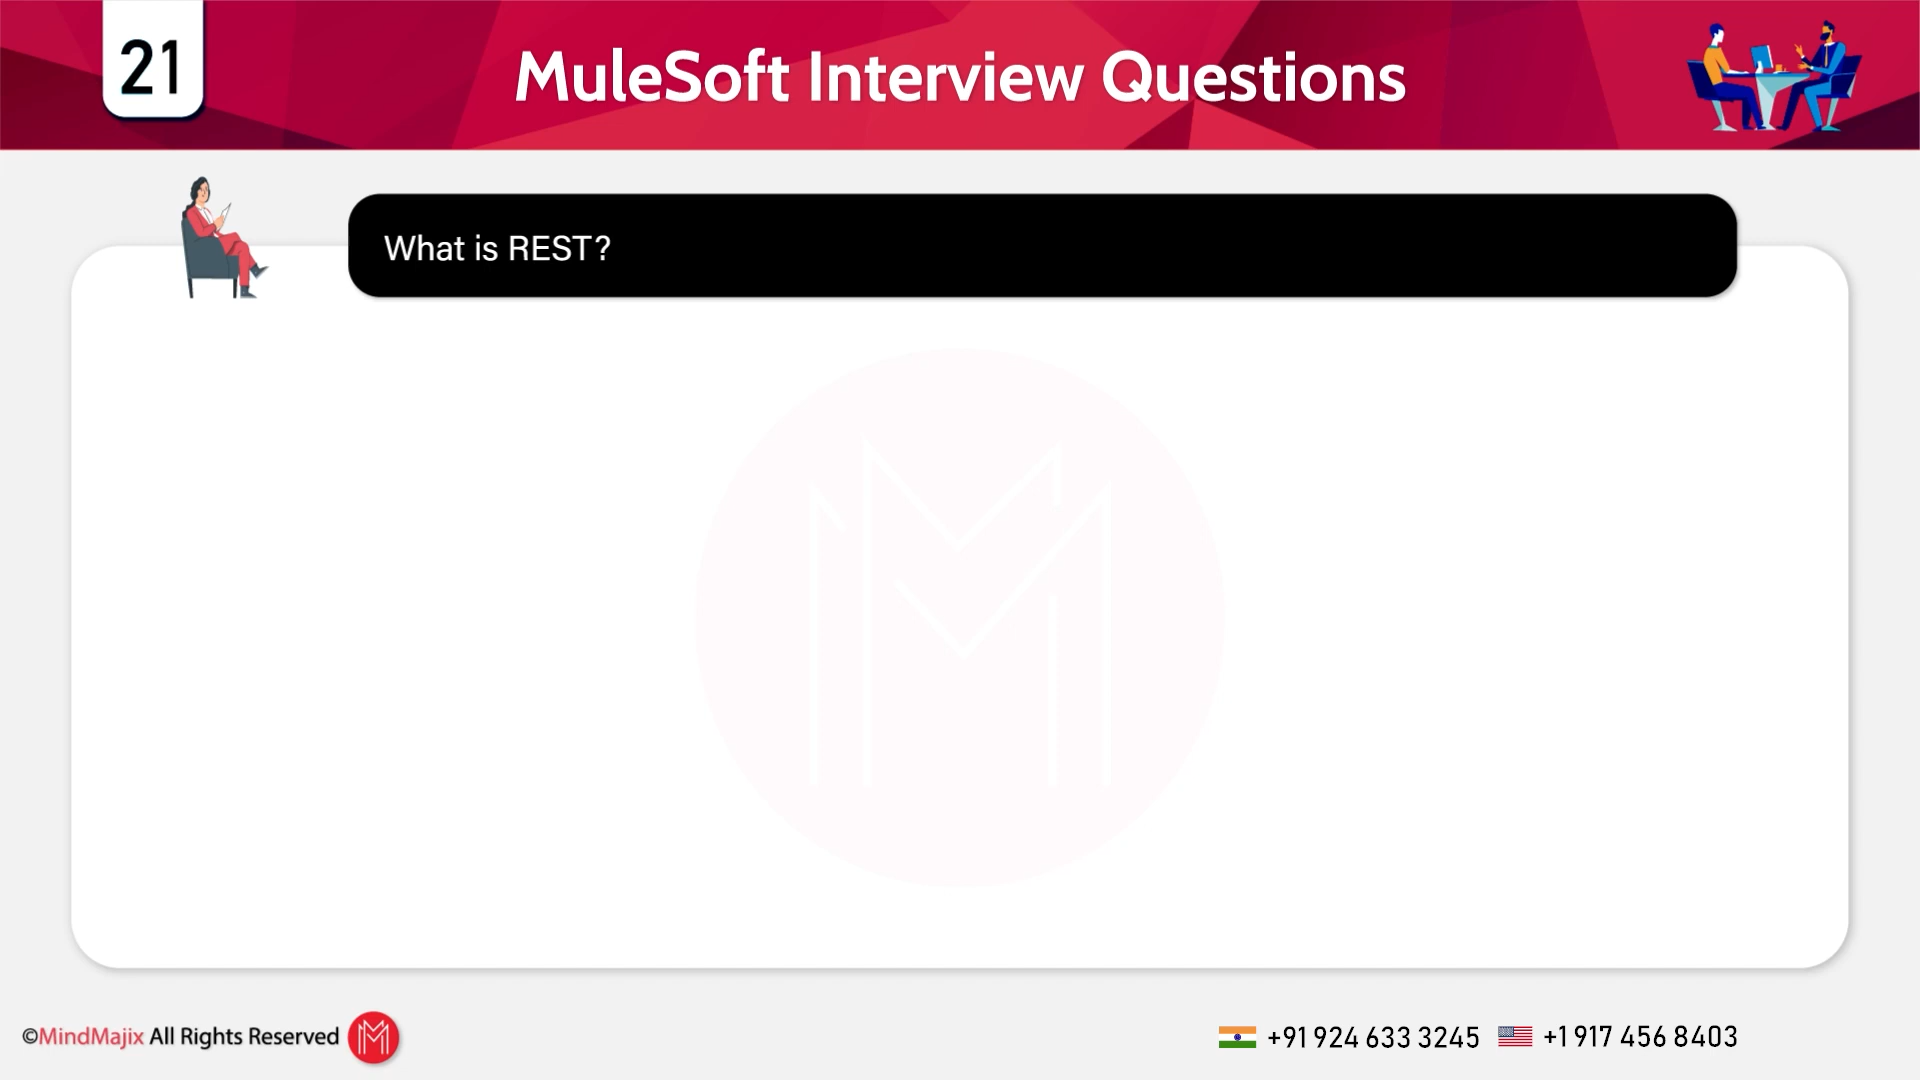 21
MuleSoft Interview Questions
What is REST?
©MindMajix All Rights Reserved
+91 924 633 3245
+1 917 456 8403